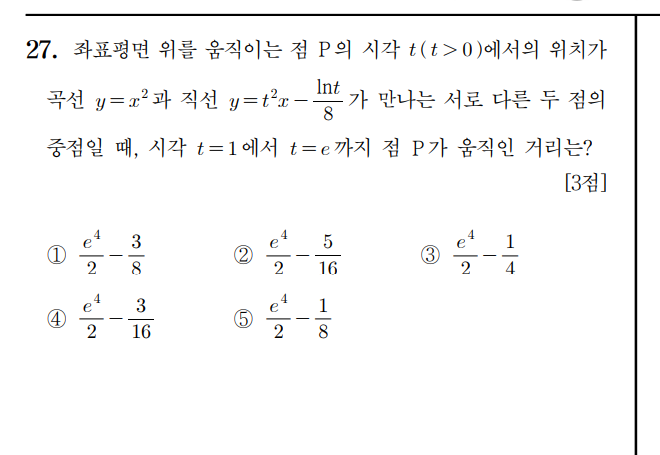 27. 좌표평면 위를 움직이는 점 P의 시각 t(t>0)에서의 위치가
곡선 y=x²과 직선 y=t²x-\frac{lnt}{8}가 만나는 서로 다른 두 점의
중점일 때, 시각 t=1에서 t=e까지 점 P가 움직인 거리는?
[3점]
① \frac{e^4}{2}-\frac{3}{8} ② \frac{e^4}{2}-\frac{5}{16} ③ \frac{e^4}{2}-\frac{1}{4}
④ \frac{e^4}{2}-\frac{3}{16} ⑤ \frac{e^4}{2}-\frac{1}{8}